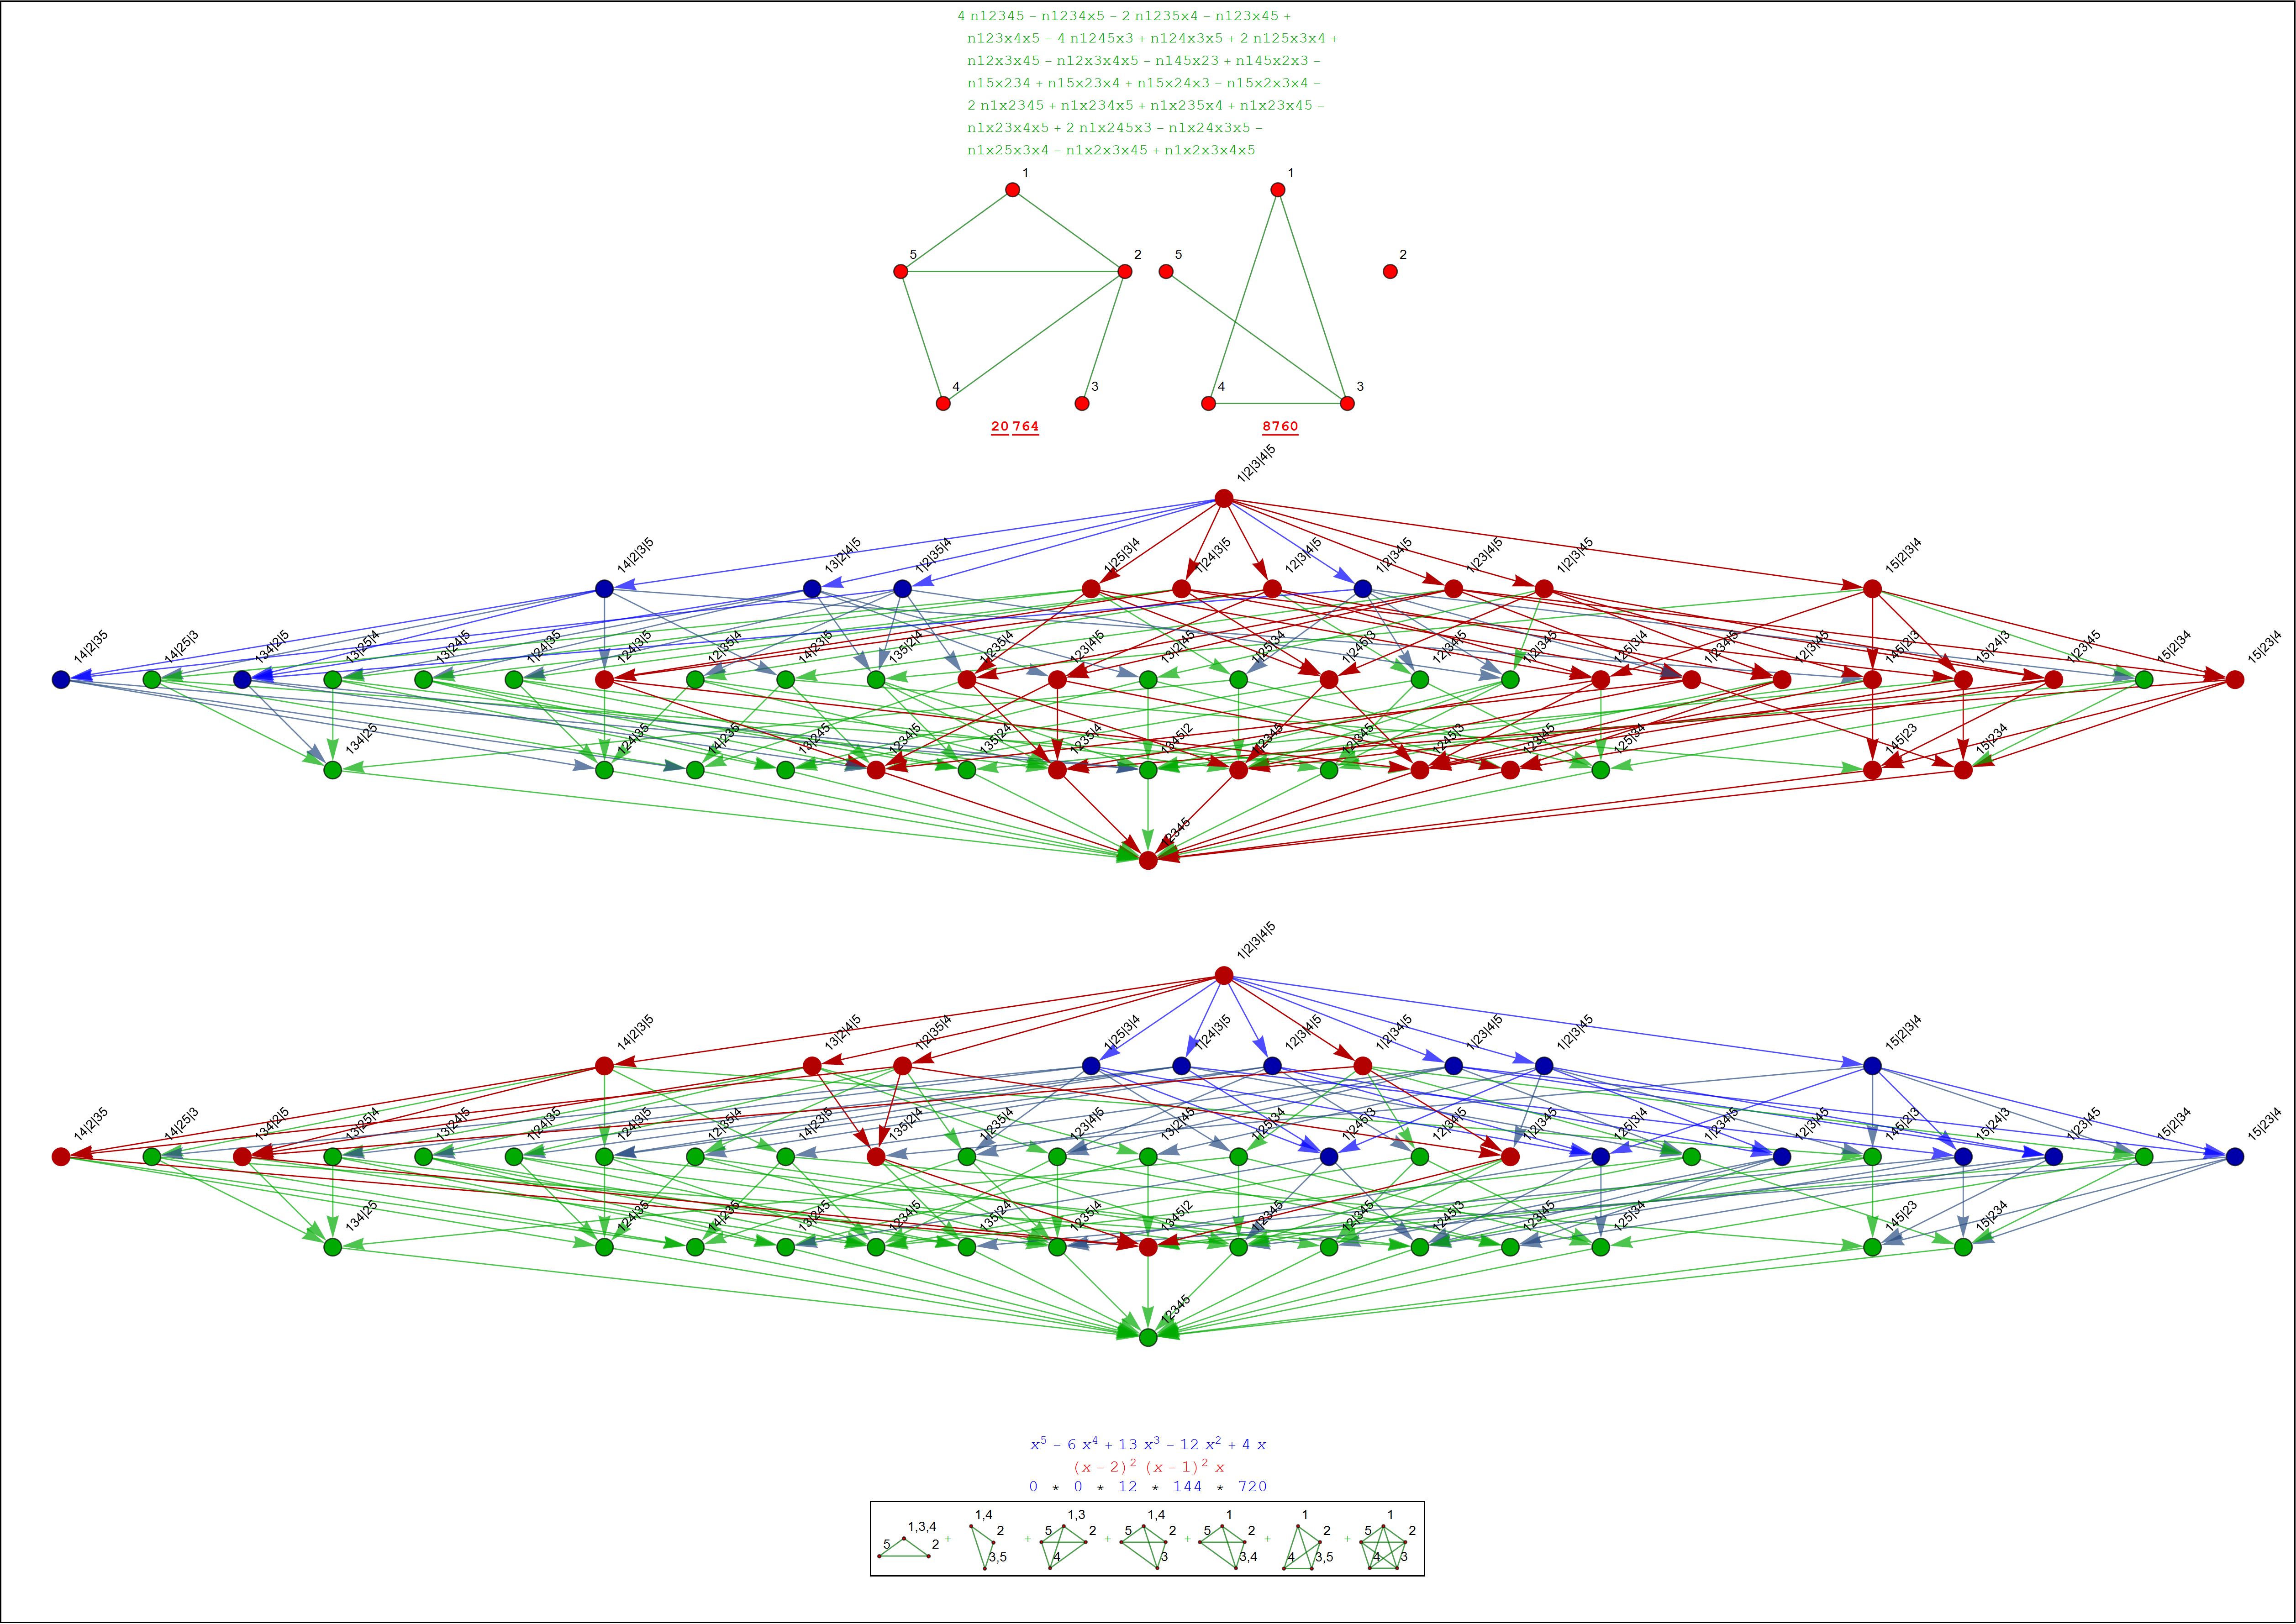 4 n12345 − n1234x5 − 2 n1235x4 − n123x45 +
n123x4x5 − 4 n1245x3 + n124x3x5 + 2 n125x3x4 +
n12x3x45 − n12x3x4x5 − n145x23 + n145x2x3 −
n15x234 + n15x23x4 + n15x24x3 − n15x2x3x4 −
2 n1x2345 + n1x234x5 + n1x235x4 + n1x23x45 −
n1x23x4x5 + 2 n1x245x3 − n1x24x3x5 −
n1x25x3x4 − n1x2x3x45 + n1x2x3x4x5
1 1
5 2 5 2
4 3 4 3
20 764 8760
1|2|3|4|5
14|2|3|5 13|2|4|5 1|2|35|4 1|25|3|4 1|24|3|5 12|3|4|5 1|2|34|5 1|23|4|5 1|2|3|45 15|2|3|4
14|2|35 14|25|3 134|2|5 13|25|4 13|24|5 1|24|35 124|3|5 12|35|4 14|23|5 135|2|4 1|235|4 123|4|5 13|2|45 1|25|34 1|245|3 12|34|5 1|2|345 125|3|4 1|234|5 12|3|45 145|2|3 15|24|3 1|23|45 15|2|34 15|23|4
134|25 124|35 14|235 13|245 1234|5 135|24 1235|4 1345|2 1|2345 12|345 1245|3 123|45 125|34 145|23 15|234
12345
1|2|3|4|5
14|2|3|5 13|2|4|5 1|2|35|4 1|25|3|4 1|24|3|5 12|3|4|5 1|2|34|5 1|23|4|5 1|2|3|45 15|2|3|4
14|2|35 14|25|3 134|2|5 13|25|4 13|24|5 1|24|35 124|3|5 12|35|4 14|23|5 135|2|4 1|235|4 123|4|5 13|2|45 1|25|34 1|245|3 12|34|5 1|2|345 125|3|4 1|234|5 12|3|45 145|2|3 15|24|3 1|23|45 15|2|34 15|23|4
134|25 124|35 14|235 13|245 1234|5 135|24 1235|4 1345|2 1|2345 12|345 1245|3 123|45 125|34 145|23 15|234
12345
x⁵ − 6 x⁴ + 13 x³ − 12 x² + 4 x
(x − 2)² (x − 1)² x
0 * 0 * 12 * 144 * 720
1,3,4 5 2 + 1,4 2 3,5 + 1,3 5 2 4 + 1,4 5 2 3 + 1 5 2 3,4 + 1 2 4 3,5 + 1 5 2 4 3